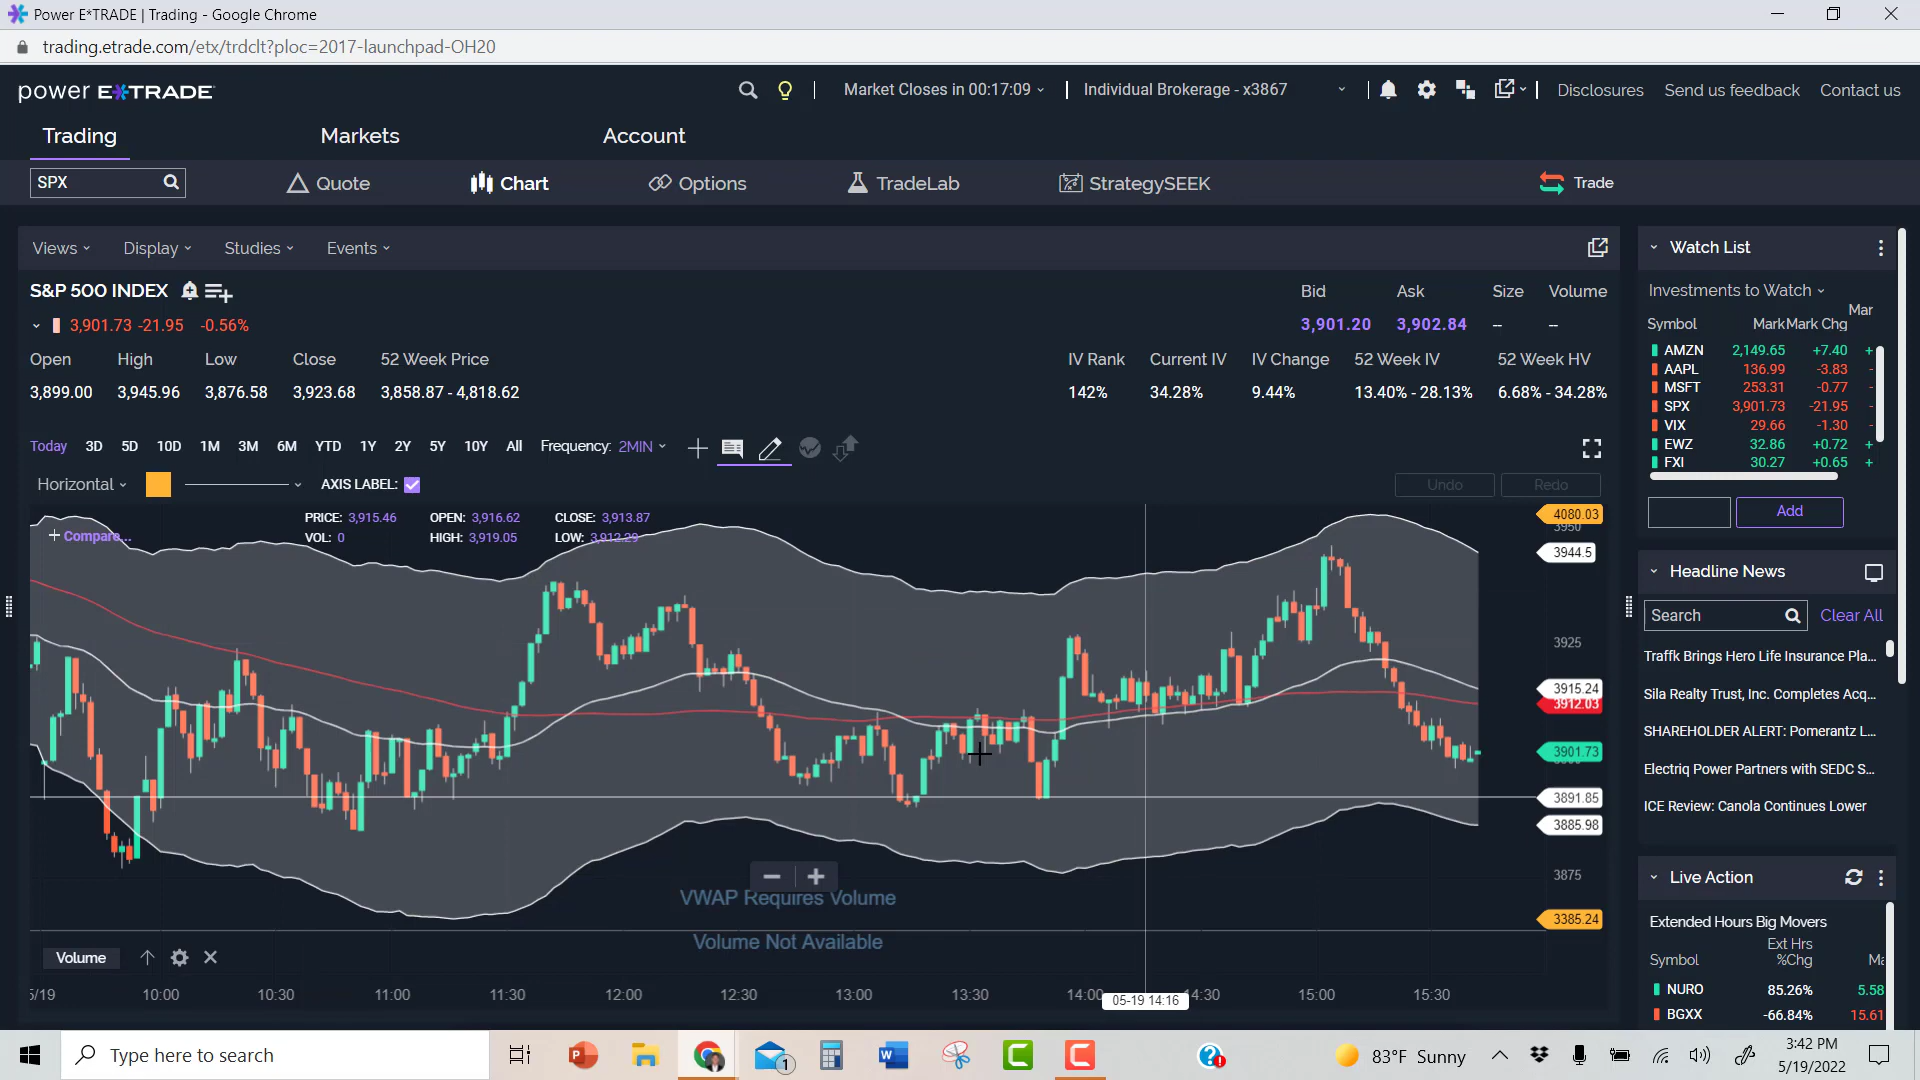 Power E*TRADE | Trading - Google Chrome
trading.etrade.com/etx/trdclt?ploc=2017-launchpad-OH20
power E*TRADE
Market Closes in 00:17:09
Individual Brokerage - x3867
Disclosures
Send us feedback
Contact us
Trading
Markets
Account
SPX
Quote
Chart
Options
TradeLab
StrategySEEK
Trade
Views
Display
Studies
Events
S&P 500 INDEX
3,901.73 -21.95 -0.56%
Bid
Ask
Size
Volume
3,901.20
3,902.84
--
--
Open
High
Low
Close
52 Week Price
3,899.00
3,945.96
3,876.58
3,923.68
3,858.87 - 4,818.62
IV Rank
Current IV
IV Change
52 Week IV
52 Week HV
142%
34.28%
9.44%
13.40% - 28.13%
6.68% - 34.28%
Today 3D 5D 10D 1M 3M 6M YTD 1Y 2Y 5Y 10Y All Frequency: 2MIN
Horizontal
AXIS LABEL:
Undo
Redo
Compare...
PRICE: 3,915.46
OPEN: 3,916.62
CLOSE: 3,913.87
VOL: 0
HIGH: 3,919.05
LOW: 3,912.29
4080.03
3950
3944.5
3925
3915.24
3912.03
3901.73
3891.85
3885.98
3875
3385.24
VWAP Requires Volume
Volume Not Available
Volume
5/19
10:00
10:30
11:00
11:30
12:00
12:30
13:00
13:30
14:00
05-19 14:16
14:30
15:00
15:30
Watch List
Investments to Watch
Symbol
Mark
Mark Chg
Mar
AMZN 2,149.65 +7.40 +
AAPL 136.99 -3.83 -
MSFT 253.31 -0.77 -
SPX 3,901.73 -21.95 -
VIX 29.66 -1.30 -
EWZ 32.86 +0.72 +
FXI 30.27 +0.65 +
Add
Headline News
Search
Clear All
Traffk Brings Hero Life Insurance Pla...
Sila Realty Trust, Inc. Completes Acq...
SHAREHOLDER ALERT: Pomerantz L...
Electriq Power Partners with SEDC S...
ICE Review: Canola Continues Lower
Live Action
Extended Hours Big Movers
Symbol
Ext Hrs
%Chg
Ma
NURO 85.26% 5.58
BGXX -66.84% 15.61
Type here to search
1
83°F Sunny
3:42 PM
5/19/2022